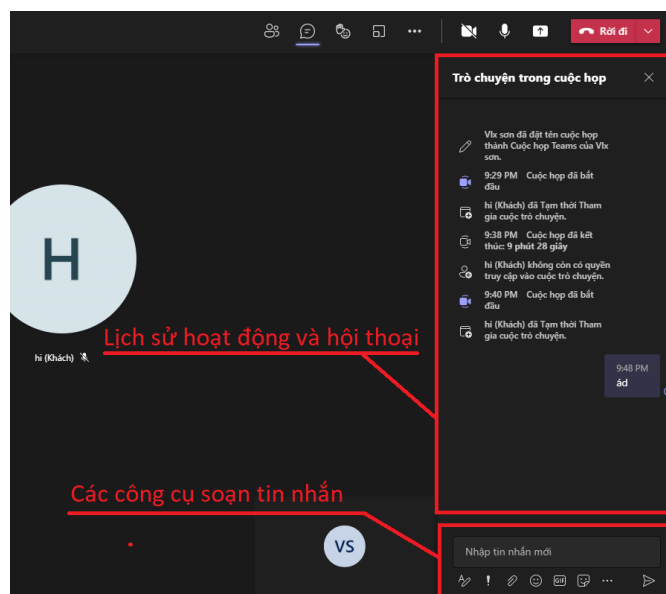 Rời đi
Trò chuyện trong cuộc họp
Vlx sơn đã đặt tên cuộc họp
thành Cuộc họp Teams của Vlx
sơn.
9:29 PM Cuộc họp đã bắt
đầu
hi (Khách) đã Tạm thời Tham
gia cuộc trò chuyện.
9:38 PM Cuộc họp đã kết
thúc: 9 phút 28 giây
hi (Khách) không còn có quyền
truy cập vào cuộc trò chuyện.
9:40 PM Cuộc họp đã bắt
đầu
hi (Khách) đã Tạm thời Tham
gia cuộc trò chuyện.
9:48 PM
ád
H
hi (Khách)
Lịch sử hoạt động và hội thoại
Các công cụ soạn tin nhắn
VS
Nhập tin nhắn mới
GIF